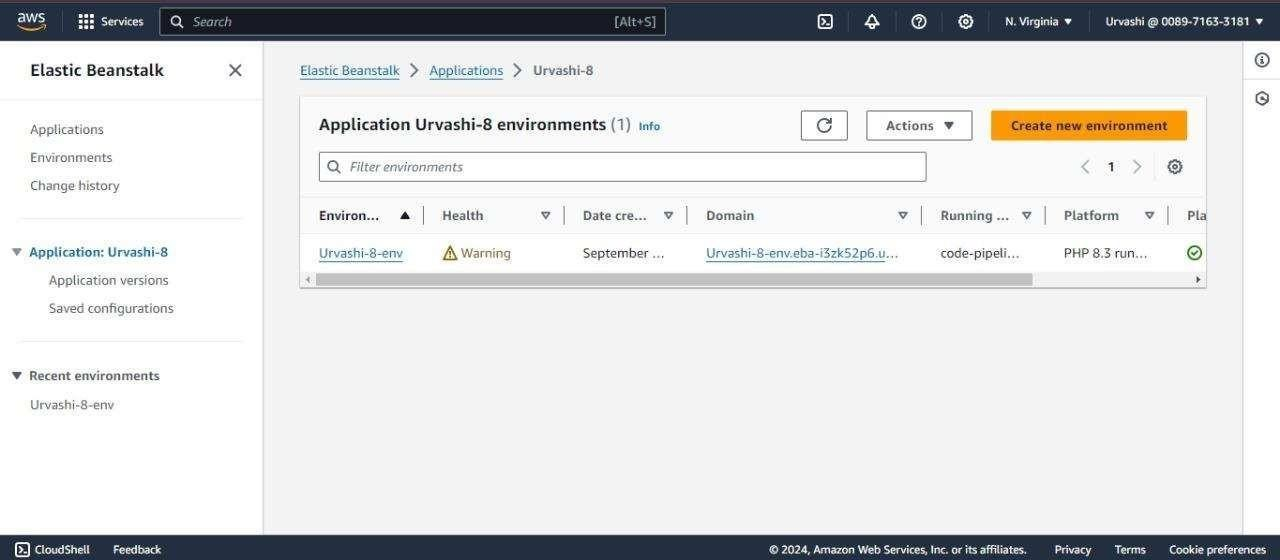 aws Services Search [Alt+S] N. Virginia Urvashi @ 0089-7163-3181
Elastic Beanstalk
Applications
Environments
Change history
Application: Urvashi-8
Application versions
Saved configurations
Recent environments
Urvashi-8-env
Elastic Beanstalk Applications Urvashi-8
Application Urvashi-8 environments (1) Info Actions Create new environment
Filter environments 1
Environ... Health Date cre... Domain Running ... Platform Pla
Urvashi-8-env Warning September ... Urvashi-8-env.eba-i3zk52p6.u... code-pipeli... PHP 8.3 run...
CloudShell Feedback © 2024, Amazon Web Services, Inc. or its affiliates. Privacy Terms Cookie preferences